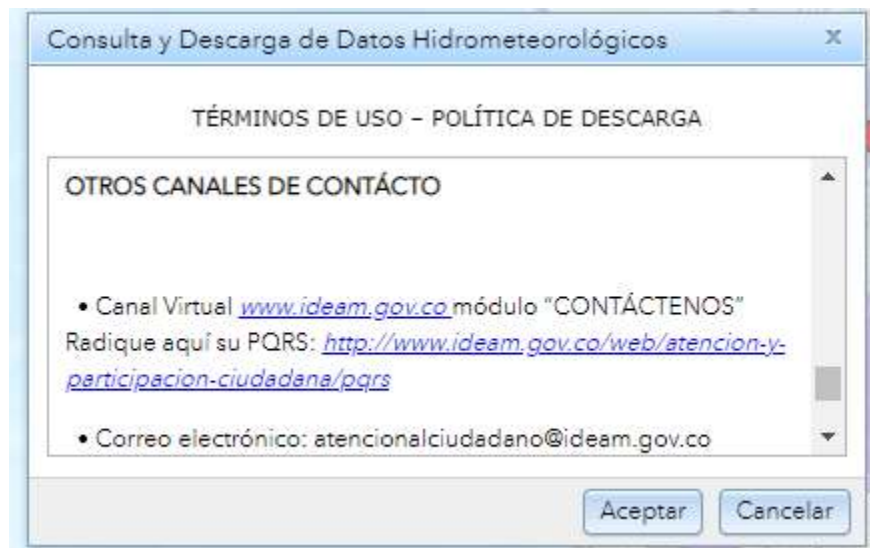 Consulta y Descarga de Datos Hidrometeorológicos x
TÉRMINOS DE USO – POLÍTICA DE DESCARGA
OTROS CANALES DE CONTÁCTO
• Canal Virtual www.ideam.gov.co módulo "CONTÁCTENOS"
Radique aquí su PQRS: http://www.ideam.gov.co/web/atencion-y-
participacion-ciudadana/pqrs
• Correo electrónico: atencionalciudadano@ideam.gov.co
Aceptar Cancelar